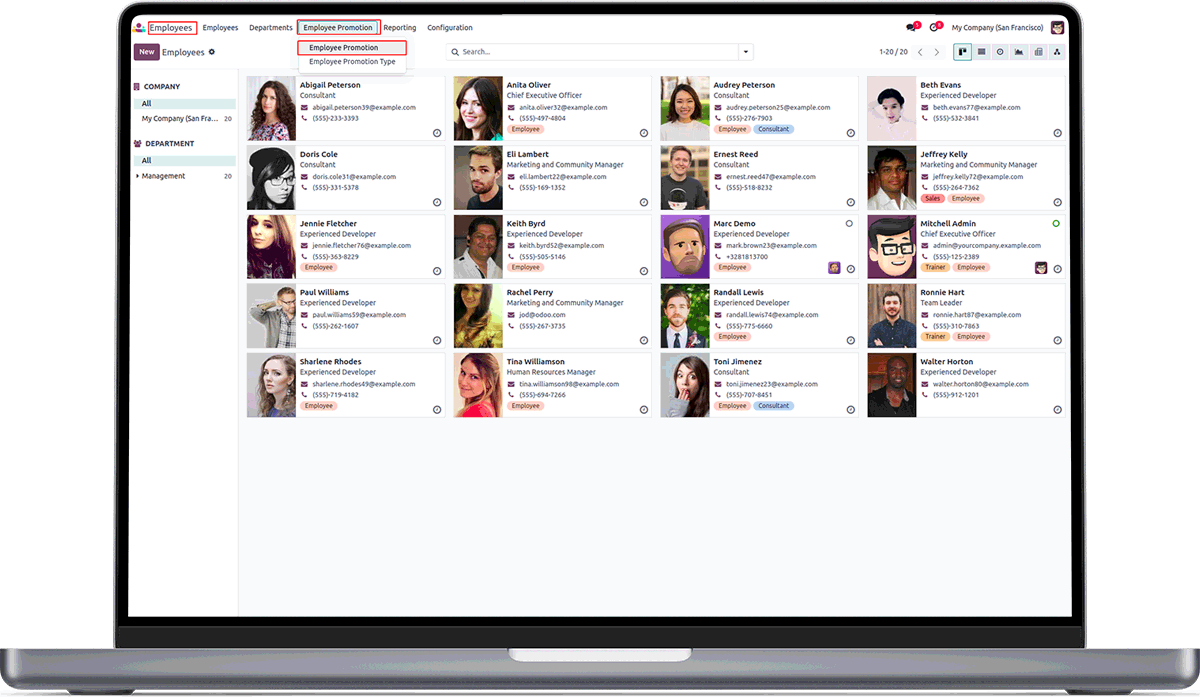 Employees Employees Departments Employee Promotion Reporting Configuration 5 9 My Company (San Francisco)
New Employees Employee Promotion Search... 1-20 / 20
Employee Promotion Type
COMPANY
All
My Company (San Fra... 20
DEPARTMENT
All
Management 20
Abigail Peterson
Consultant
abigail.peterson39@example.com
(555)-233-3393
Anita Oliver
Chief Executive Officer
anita.oliver32@example.com
(555)-497-4804
Employee
Audrey Peterson
Consultant
audrey.peterson25@example.com
(555)-276-7903
Employee Consultant
Beth Evans
Experienced Developer
beth.evans77@example.com
(555)-532-3841
Doris Cole
Consultant
doris.cole31@example.com
(555)-331-5378
Eli Lambert
Marketing and Community Manager
eli.lambert22@example.com
(555)-169-1352
Ernest Reed
Consultant
ernest.reed47@example.com
(555)-518-8232
Jeffrey Kelly
Marketing and Community Manager
jeffrey.kelly72@example.com
(555)-264-7362
Sales Employee
Jennie Fletcher
Experienced Developer
jennie.fletcher76@example.com
(555)-363-8229
Employee
Keith Byrd
Experienced Developer
keith.byrd52@example.com
(555)-505-5146
Employee
Marc Demo
Experienced Developer
mark.brown23@example.com
+3281813700
Employee
Mitchell Admin
Chief Executive Officer
admin@yourcompany.example.com
(555)-125-2389
Trainer Employee
Paul Williams
Experienced Developer
paul.williams59@example.com
(555)-262-1607
Rachel Perry
Marketing and Community Manager
jod@odoo.com
(555)-267-3735
Randall Lewis
Experienced Developer
randall.lewis74@example.com
(555)-775-6660
Employee
Ronnie Hart
Team Leader
ronnie.hart87@example.com
(555)-310-7863
Trainer Employee
Sharlene Rhodes
Experienced Developer
sharlene.rhodes49@example.com
(555)-719-4182
Employee
Tina Williamson
Human Resources Manager
tina.williamson98@example.com
(555)-694-7266
Employee
Toni Jimenez
Consultant
toni.jimenez23@example.com
(555)-707-8451
Employee Consultant
Walter Horton
Experienced Developer
walter.horton80@example.com
(555)-912-1201